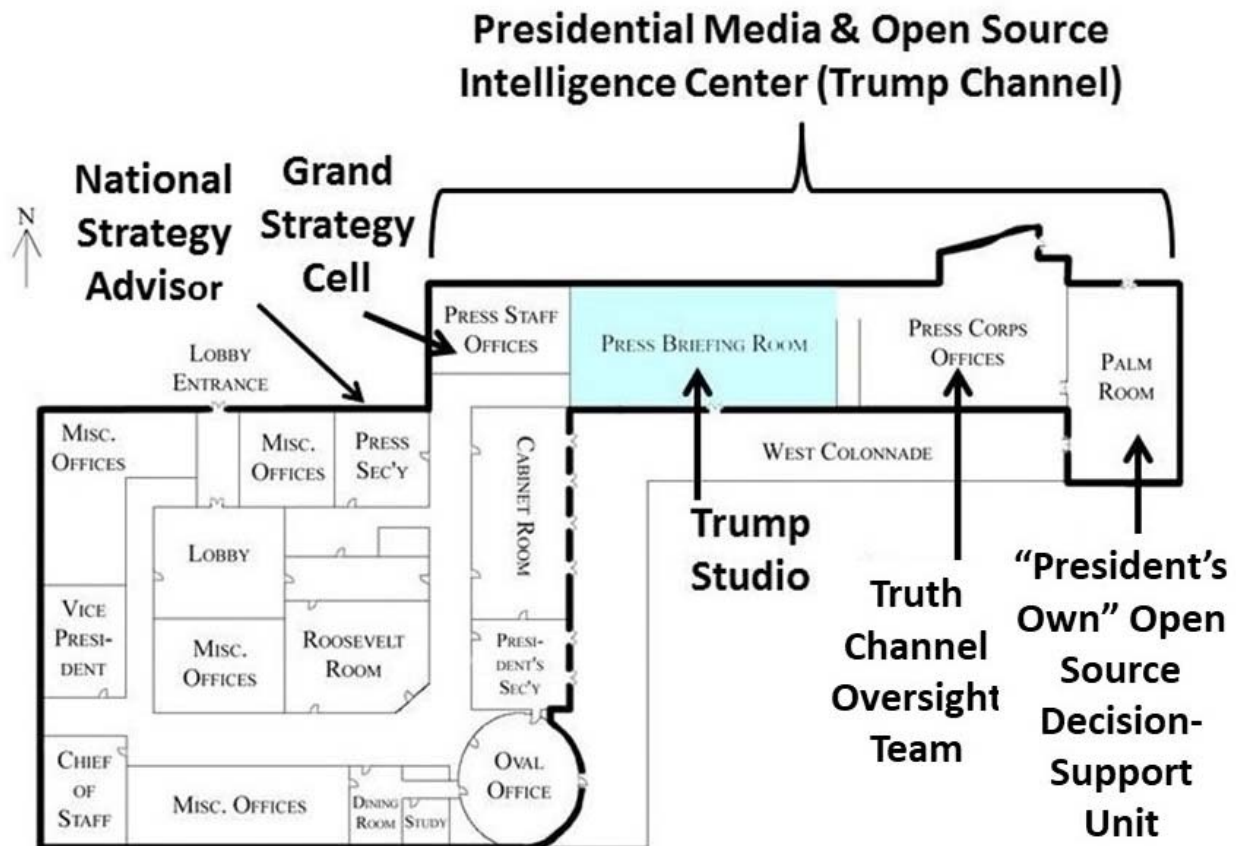 Presidential Media & Open Source
Intelligence Center (Trump Channel)
National
Strategy
Advisor
Grand
Strategy
Cell
N
LOBBY
ENTRANCE
PRESS STAFF
OFFICES
PRESS BRIEFING ROOM
PRESS CORPS
OFFICES
PALM
ROOM
MISC.
OFFICES
MISC.
OFFICES
PRESS
SEC'Y
CABINET ROOM
WEST COLONNADE
LOBBY
Trump
Studio
Truth
Channel
Oversight
Team
“President’s
Own” Open
Source
Decision-
Support
Unit
VICE
PRESI-
DENT
MISC.
OFFICES
ROOSEVELT
ROOM
PRESI-
DENT'S
SEC'Y
CHIEF
OF
STAFF
MISC. OFFICES
DINING
ROOM
STUDY
OVAL
OFFICE